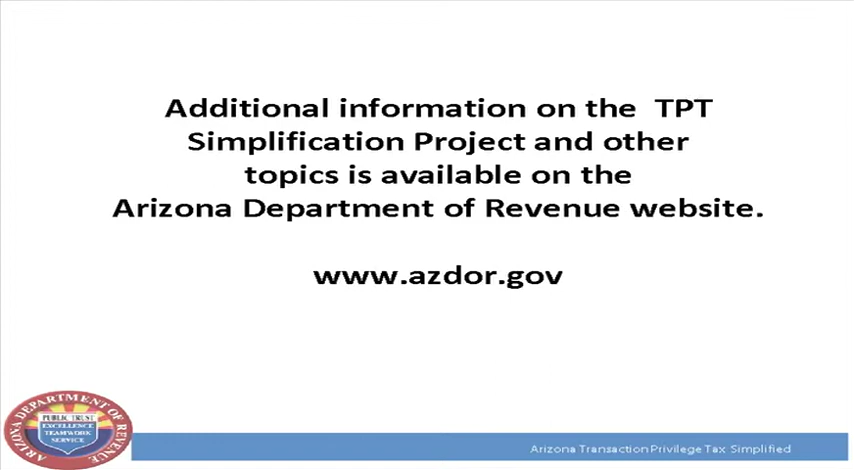 Additional information on the TPT
Simplification Project and other
topics is available on the
Arizona Department of Revenue website.
www.azdor.gov
ARIZONA DEPARTMENT OF REVENUE
PUBLIC TRUST
EXCELLENCE
TEAMWORK
SERVICE
Arizona Transaction Privilege Tax Simplified